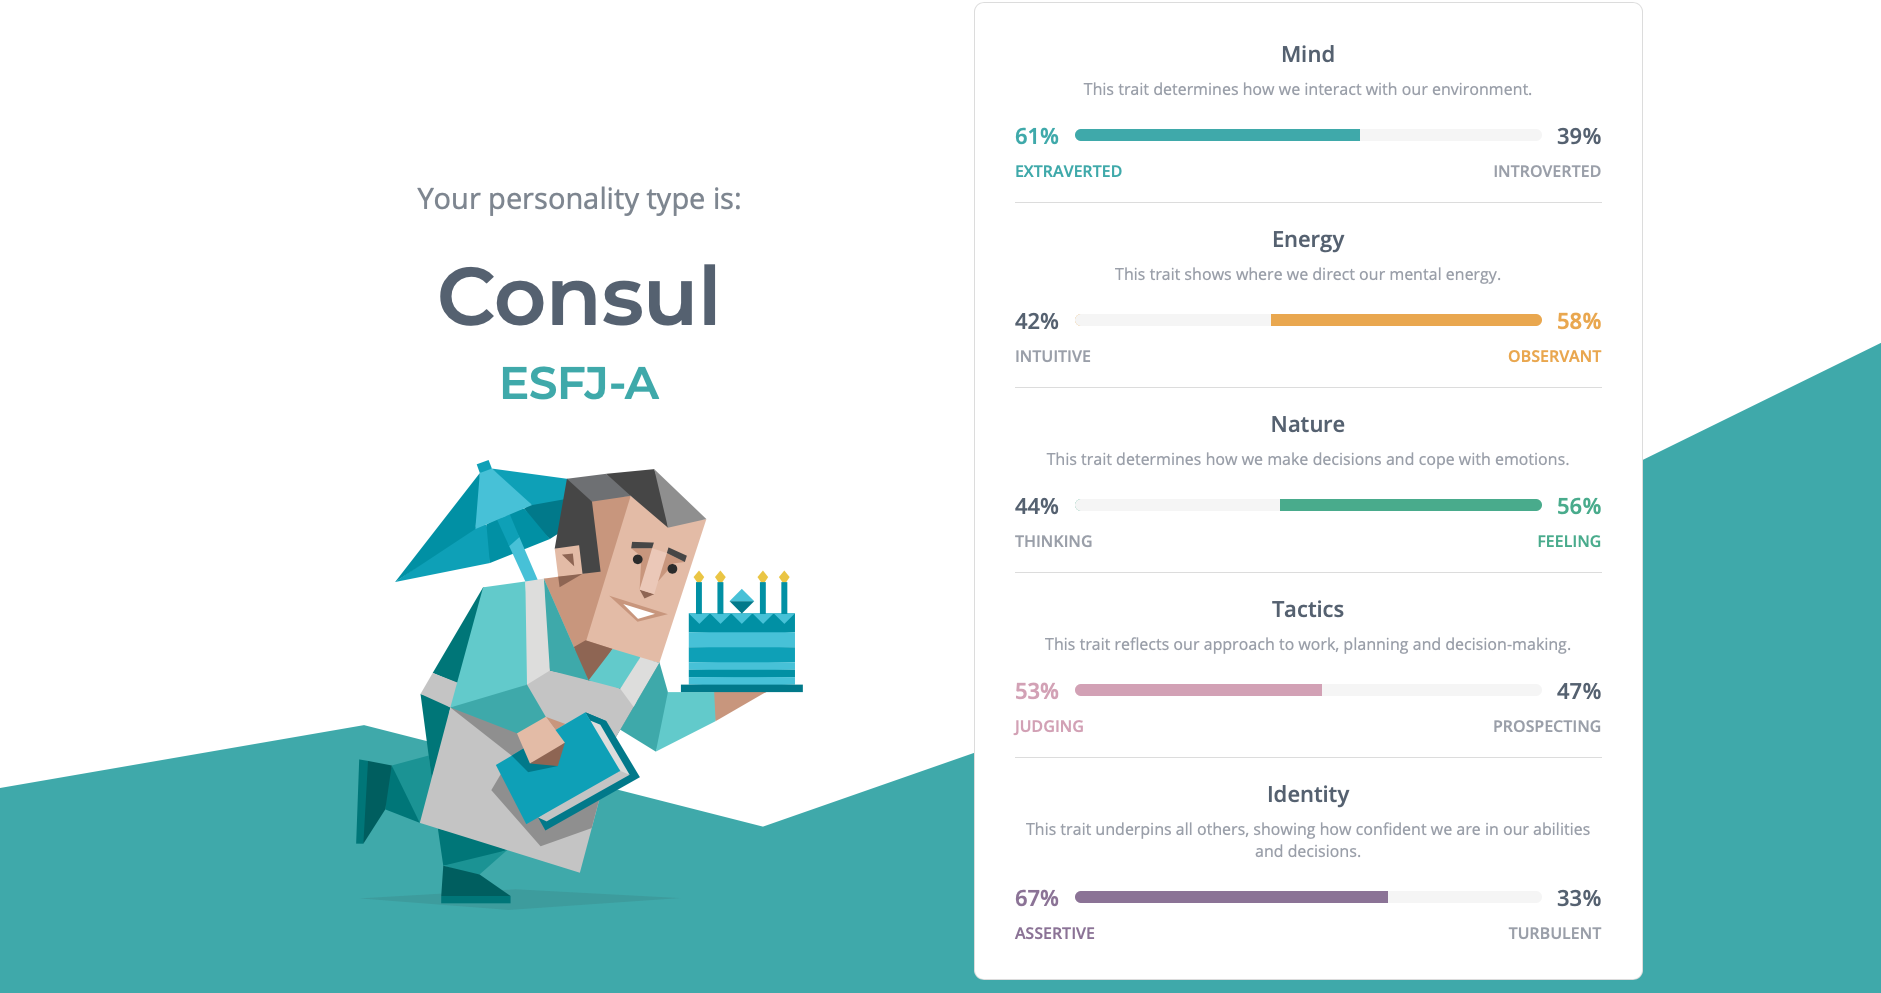 Your personality type is:
Consul
ESFJ-A
Mind
This trait determines how we interact with our environment.
61% 39%
EXTRAVERTED INTROVERTED
Energy
This trait shows where we direct our mental energy.
42% 58%
INTUITIVE OBSERVANT
Nature
This trait determines how we make decisions and cope with emotions.
44% 56%
THINKING FEELING
Tactics
This trait reflects our approach to work, planning and decision-making.
53% 47%
JUDGING PROSPECTING
Identity
This trait underpins all others, showing how confident we are in our abilities
and decisions.
67% 33%
ASSERTIVE TURBULENT